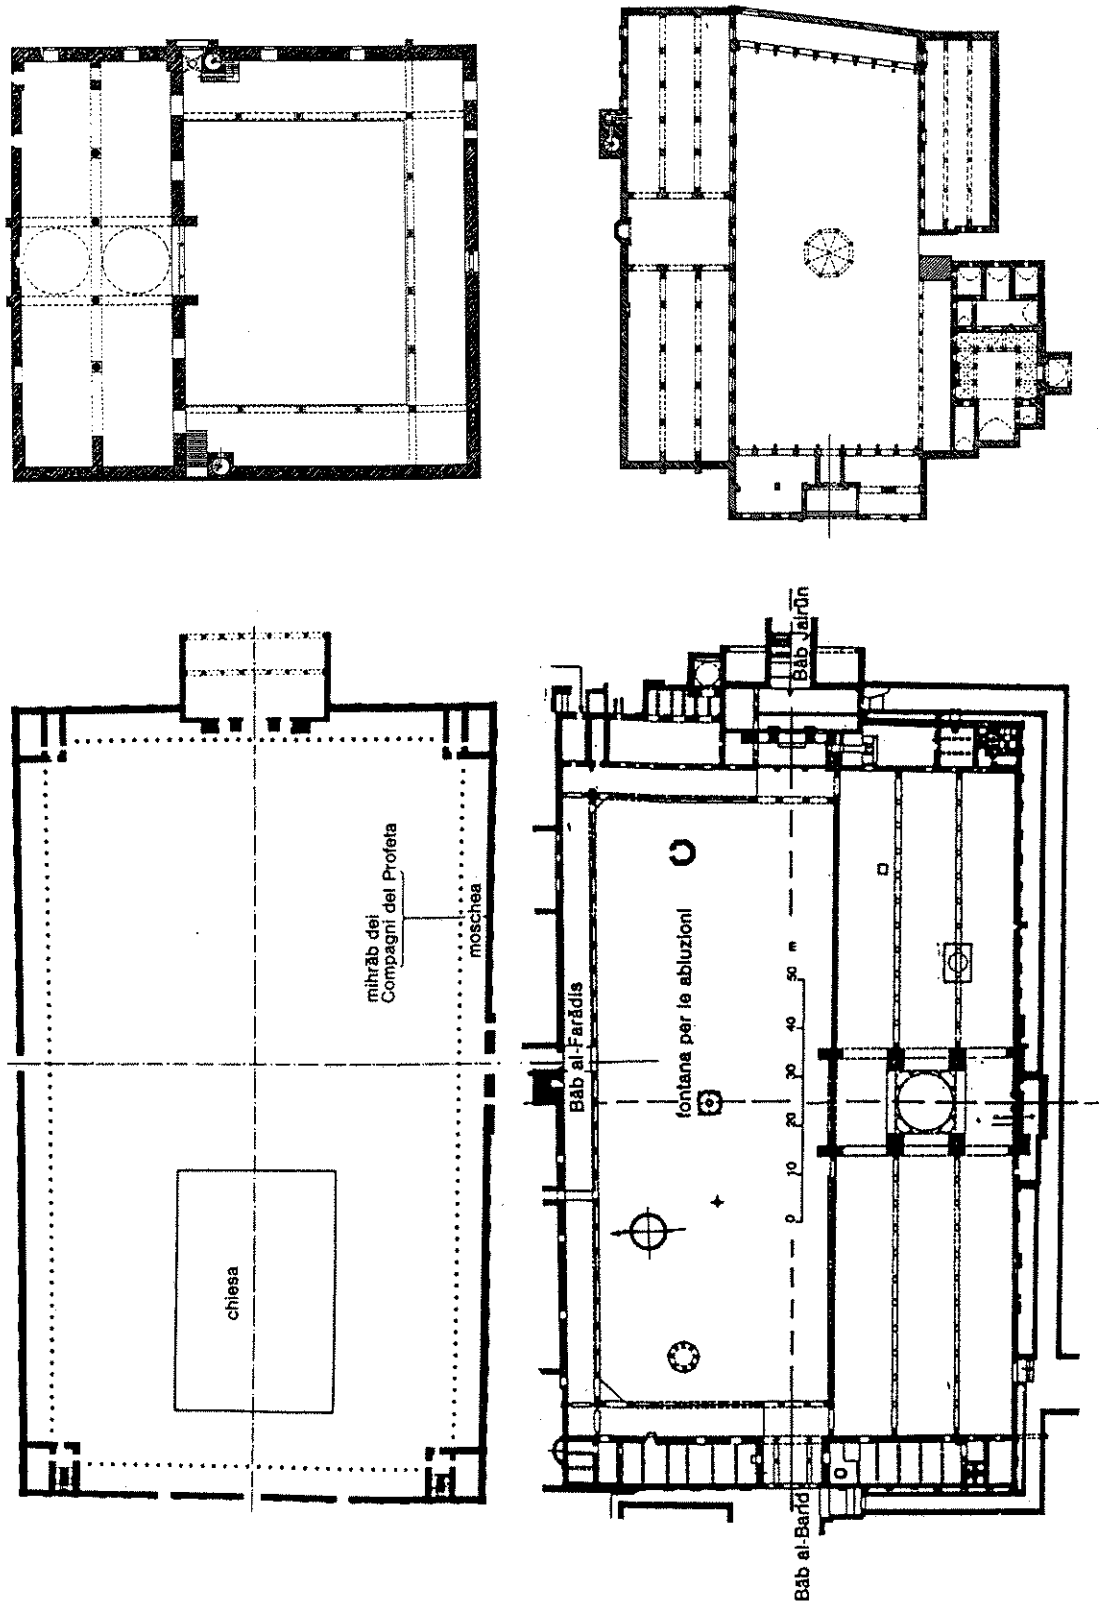 mihrāb dei
Compagni del Profeta
moschea
chiesa
Bāb Jairūn
Bāb al-Farādīs
fontana per le abluzioni
0 10 20 30 40 50 m
Bāb al-Barīd